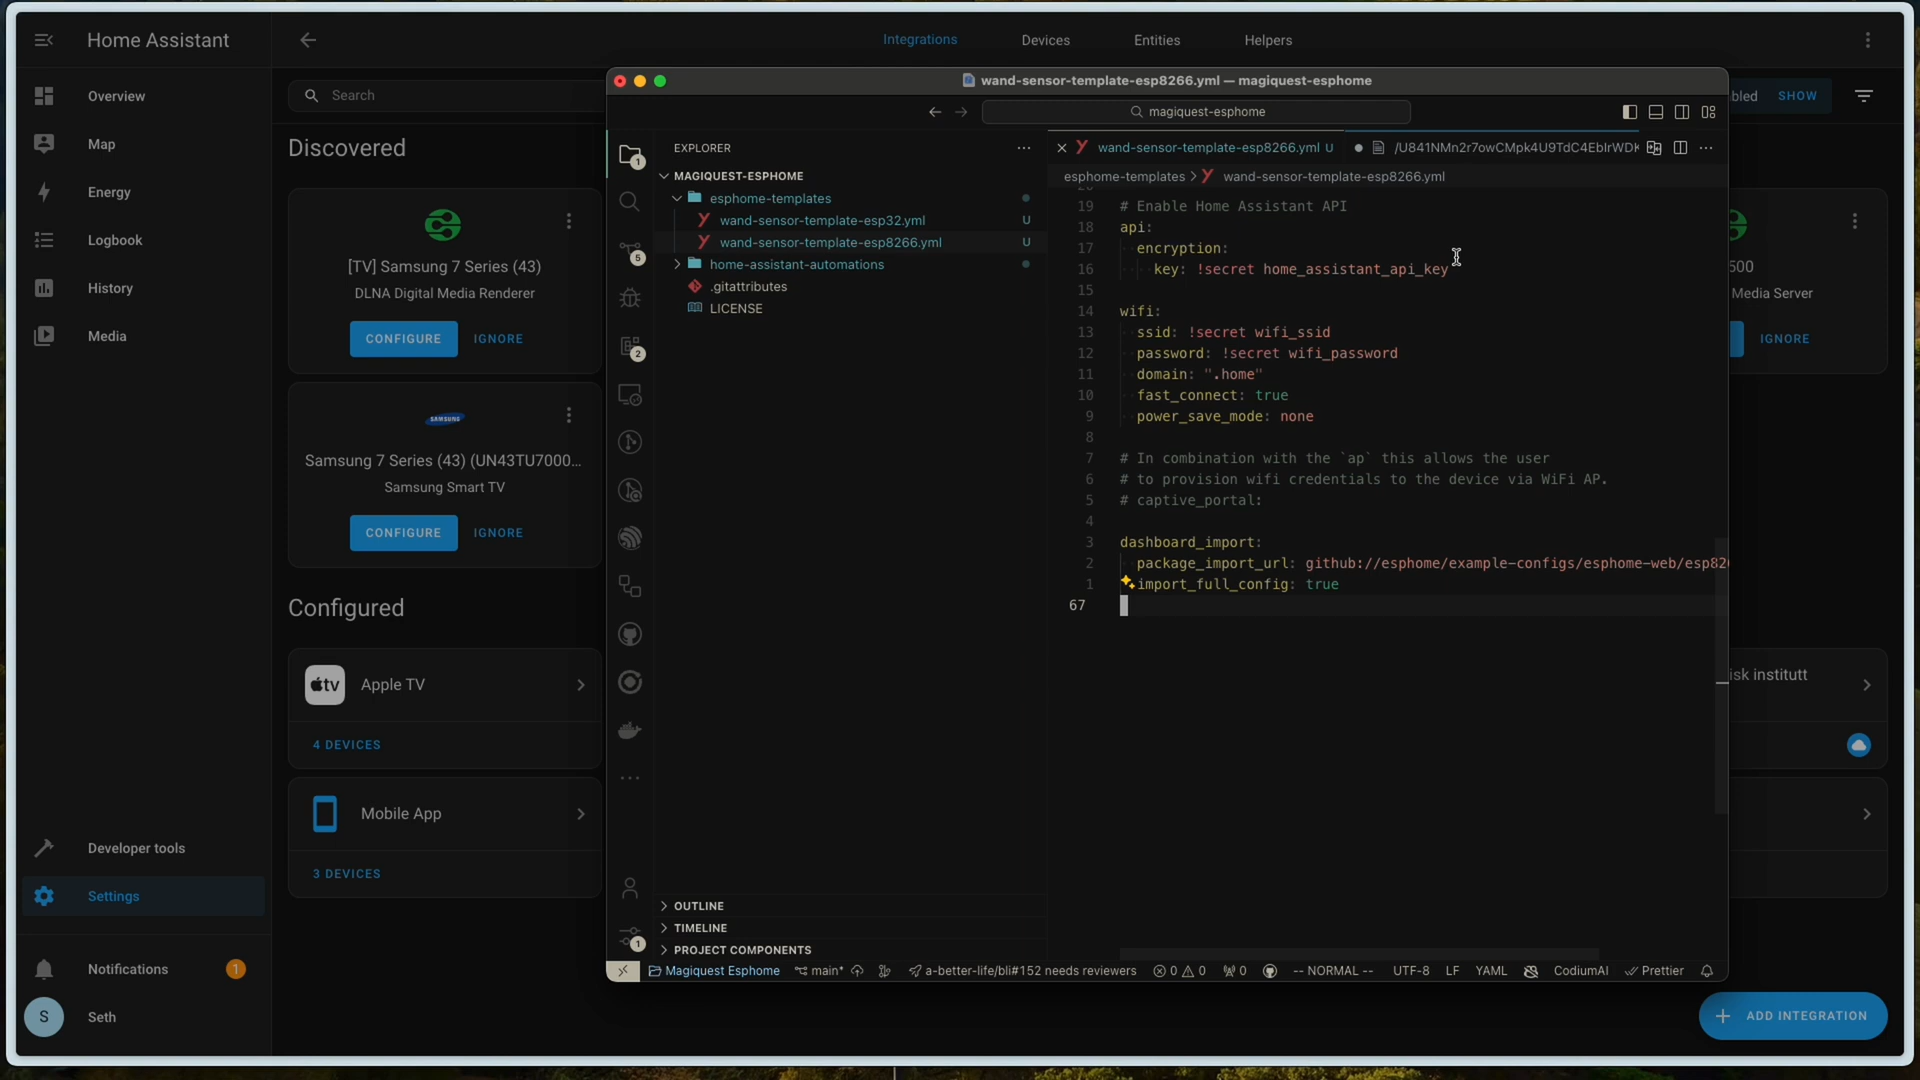 Home Assistant
Integrations
Devices
Entities
Helpers
Overview
Map
Energy
Logbook
History
Media
Developer tools
Settings
Notifications
1
S
Seth
Search
bled
SHOW
Discovered
[TV] Samsung 7 Series (43)
DLNA Digital Media Renderer
CONFIGURE
IGNORE
SAMSUNG
Samsung 7 Series (43) (UN43TU7000...
Samsung Smart TV
CONFIGURE
IGNORE
Configured
Apple TV
4 DEVICES
Mobile App
3 DEVICES
500
Media Server
IGNORE
isk institutt
ADD INTEGRATION
wand-sensor-template-esp8266.yml — magiquest-esphome
magiquest-esphome
EXPLORER
MAGIQUEST-ESPHOME
esphome-templates
wand-sensor-template-esp32.yml U
wand-sensor-template-esp8266.yml U
home-assistant-automations
.gitattributes
LICENSE
1
5
2
1
OUTLINE
TIMELINE
PROJECT COMPONENTS
wand-sensor-template-esp8266.yml U
/U841NMn2r7owCMpk4U9TdC4EbIrWDK
esphome-templates > wand-sensor-template-esp8266.yml
19 # Enable Home Assistant API
18 api:
17 encryption:
16 key: !secret home_assistant_api_key
15
14 wifi:
13 ssid: !secret wifi_ssid
12 password: !secret wifi_password
11 domain: ".home"
10 fast_connect: true
9 power_save_mode: none
8
7 # In combination with the `ap` this allows the user
6 # to provision wifi credentials to the device via WiFi AP.
5 # captive_portal:
4
3 dashboard_import:
2 package_import_url: github://esphome/example-configs/esphome-web/esp82
1 import_full_config: true
67
Magiquest Esphome main* a-better-life/bli#152 needs reviewers 0 0 0 -- NORMAL -- UTF-8 LF YAML CodiumAI Prettier